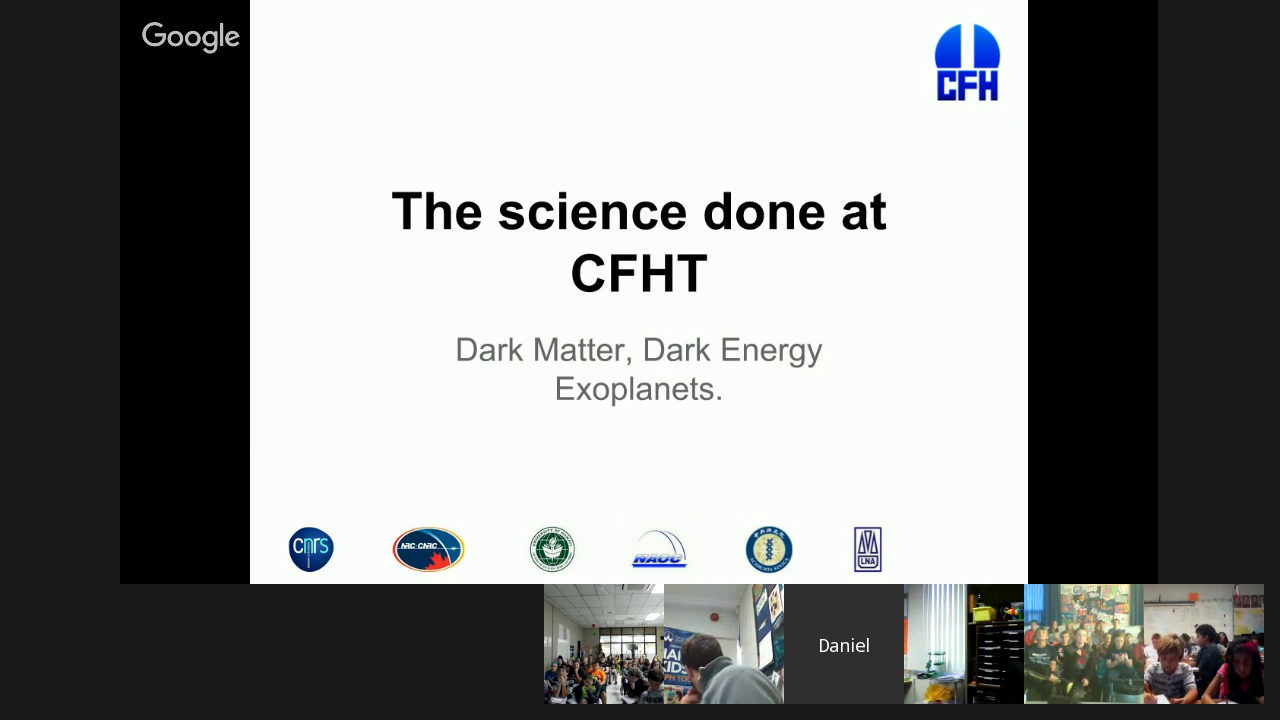 Google
CFH
The science done at
CFHT
Dark Matter, Dark Energy
Exoplanets.
cnrs
NRC·CNRC
NAOC
LNA
Daniel